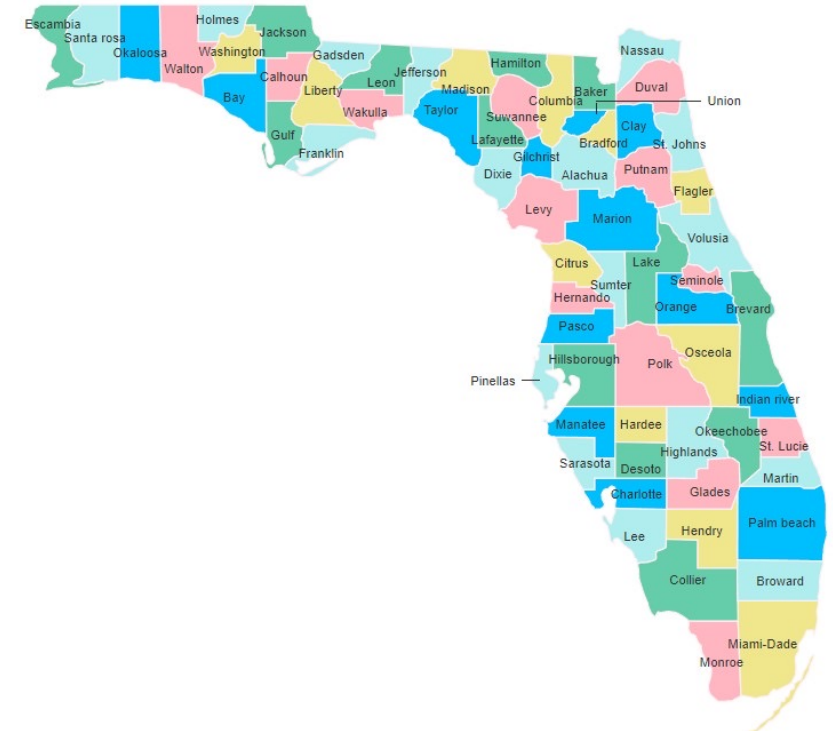 Escambia
Santa rosa
Okaloosa
Walton
Holmes
Washington
Jackson
Bay
Calhoun
Gulf
Liberty
Gadsden
Franklin
Leon
Wakulla
Jefferson
Madison
Taylor
Hamilton
Suwannee
Lafayette
Dixie
Columbia
Gilchrist
Baker
Union
Bradford
Alachua
Nassau
Duval
Clay
St. Johns
Putnam
Flagler
Levy
Marion
Volusia
Citrus
Sumter
Lake
Seminole
Hernando
Orange
Brevard
Pasco
Pinellas
Hillsborough
Polk
Osceola
Indian river
Manatee
Hardee
Highlands
Okeechobee
St. Lucie
Sarasota
Desoto
Martin
Charlotte
Glades
Palm beach
Lee
Hendry
Collier
Broward
Miami-Dade
Monroe